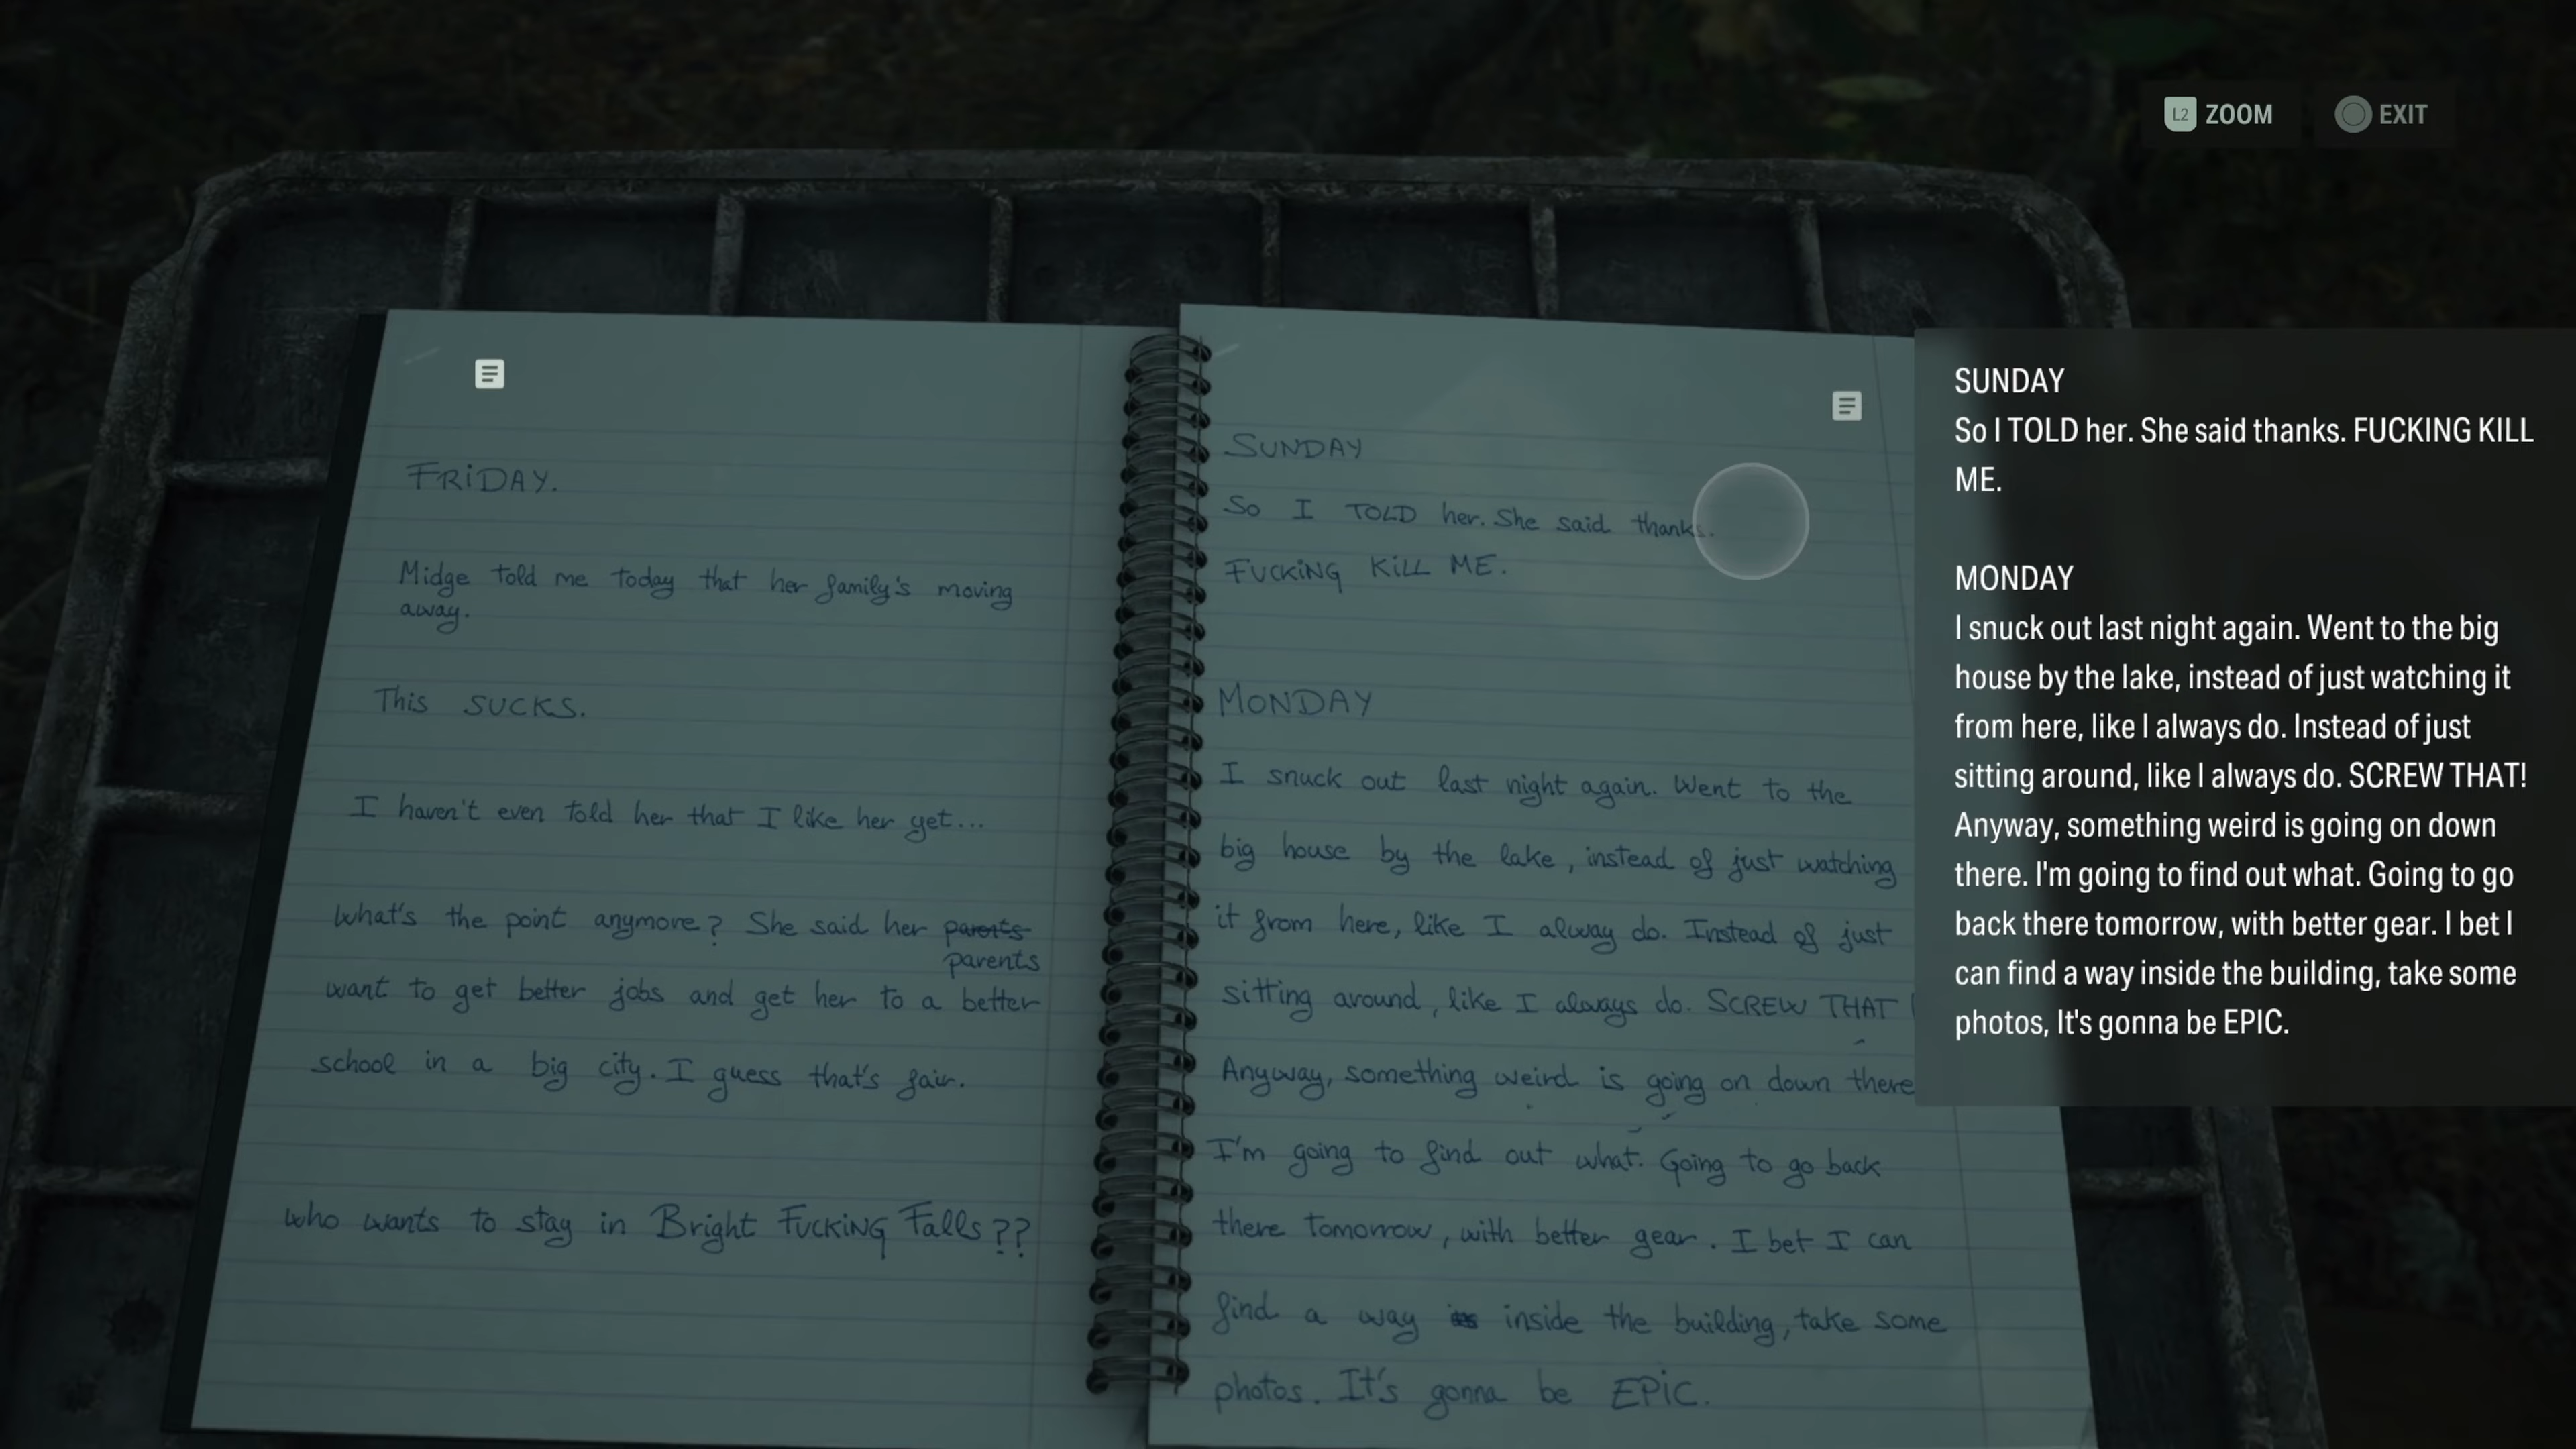 L2 ZOOM EXIT
FRiDAY.
Midge told me today that her family's moving
away.
This SUCKS.
I haven't even told her that I like her yet...
What's the point anymore? She said her parents
parents
want to get better jobs and get her to a better
school in a big city. I guess that's fair.
who wants to stay in Bright FUCKiNG Falls??
SUNDAY
So I TOLD her. She said thanks.
FUCKiNG KiLL ME.
MONDAY
I snuck out last night again. Went to the
big house by the lake, instead of just watching
it from here, like I alway do. Instead of just
sitting around, like I always do. SCREW THAT
Anyway, something weird is going on down there
I'm going to find out what. Going to go back
there tomorrow, with better gear. I bet I can
find a way inside the building, take some
photos. It's gonna be EPiC.
SUNDAY
So I TOLD her. She said thanks. FUCKING KILL
ME.
MONDAY
I snuck out last night again. Went to the big
house by the lake, instead of just watching it
from here, like I always do. Instead of just
sitting around, like I always do. SCREW THAT!
Anyway, something weird is going on down
there. I'm going to find out what. Going to go
back there tomorrow, with better gear. I bet I
can find a way inside the building, take some
photos, It's gonna be EPIC.